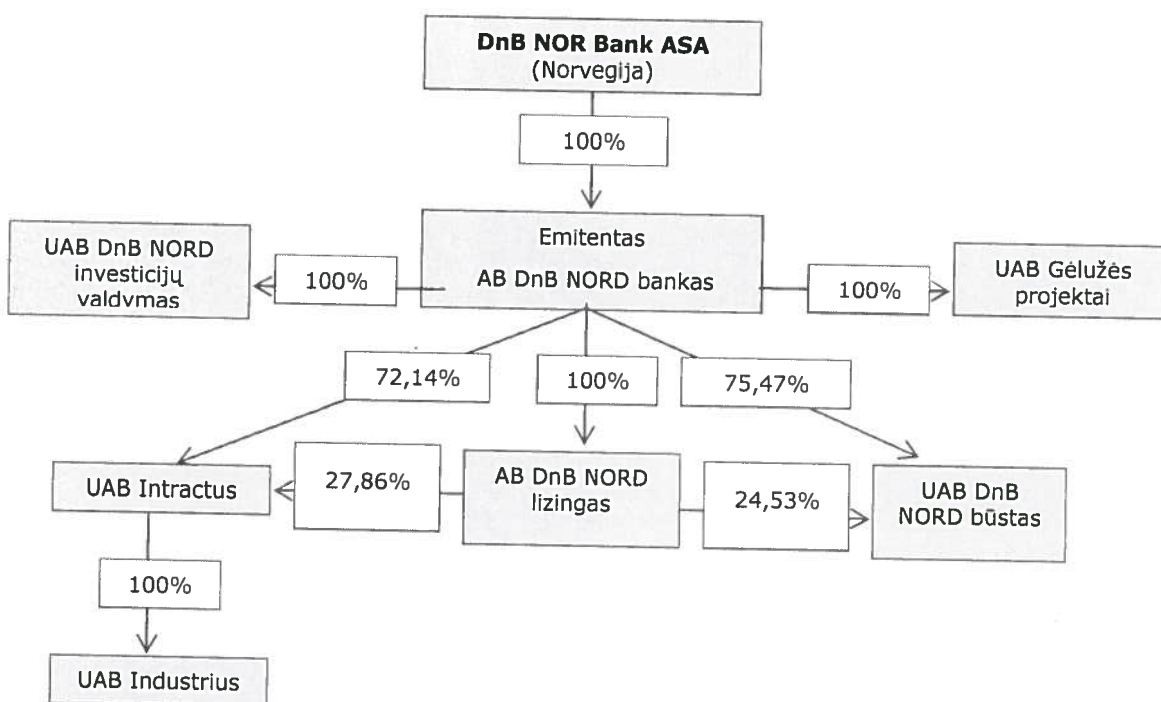 DnB NOR Bank ASA
(Norvegija)
100%
Emitentas
AB DnB NORD bankas
UAB DnB NORD
investicijų
valdymas
100%
100%
UAB Gėlužės
projektai
72,14%
100%
75,47%
UAB Intractus
27,86%
AB DnB NORD
lizingas
24,53%
UAB DnB
NORD būstas
100%
UAB Industrius